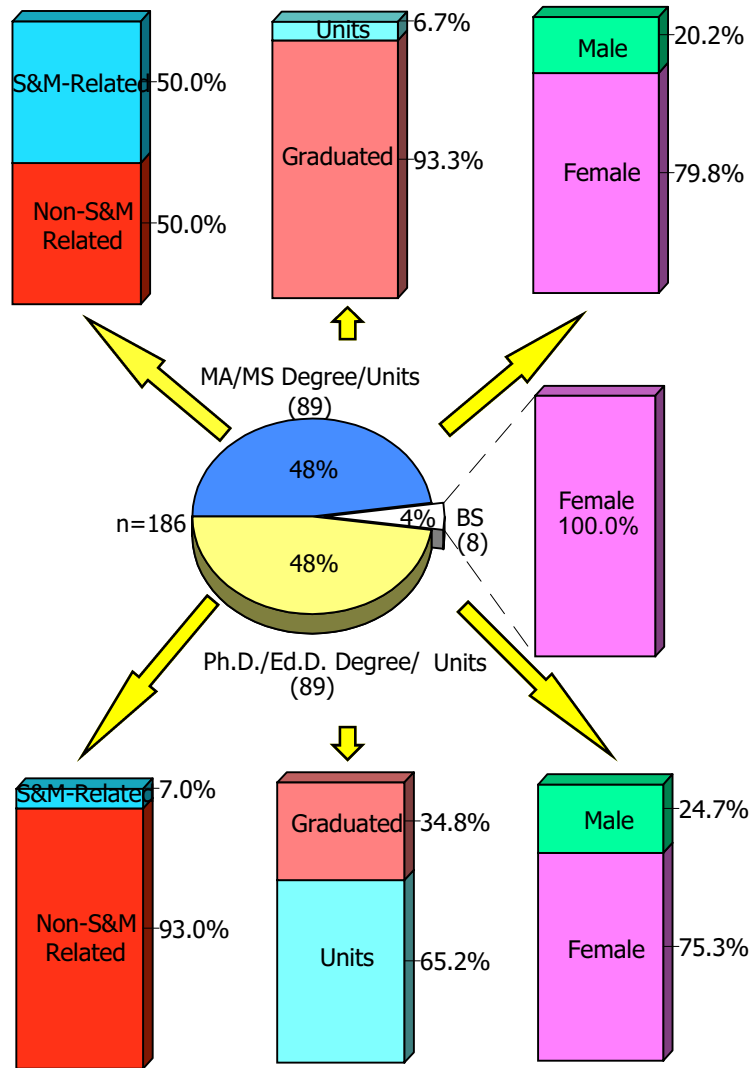 S&M-Related
50.0%
Non-S&M
Related
50.0%
Units
6.7%
Graduated
93.3%
Male
20.2%
Female
79.8%
MA/MS Degree/Units
(89)
48%
n=186
4%
BS
(8)
48%
Female
100.0%
Ph.D./Ed.D. Degree/ Units
(89)
S&M-Related
7.0%
Non-S&M
Related
93.0%
Graduated
34.8%
Units
65.2%
Male
24.7%
Female
75.3%